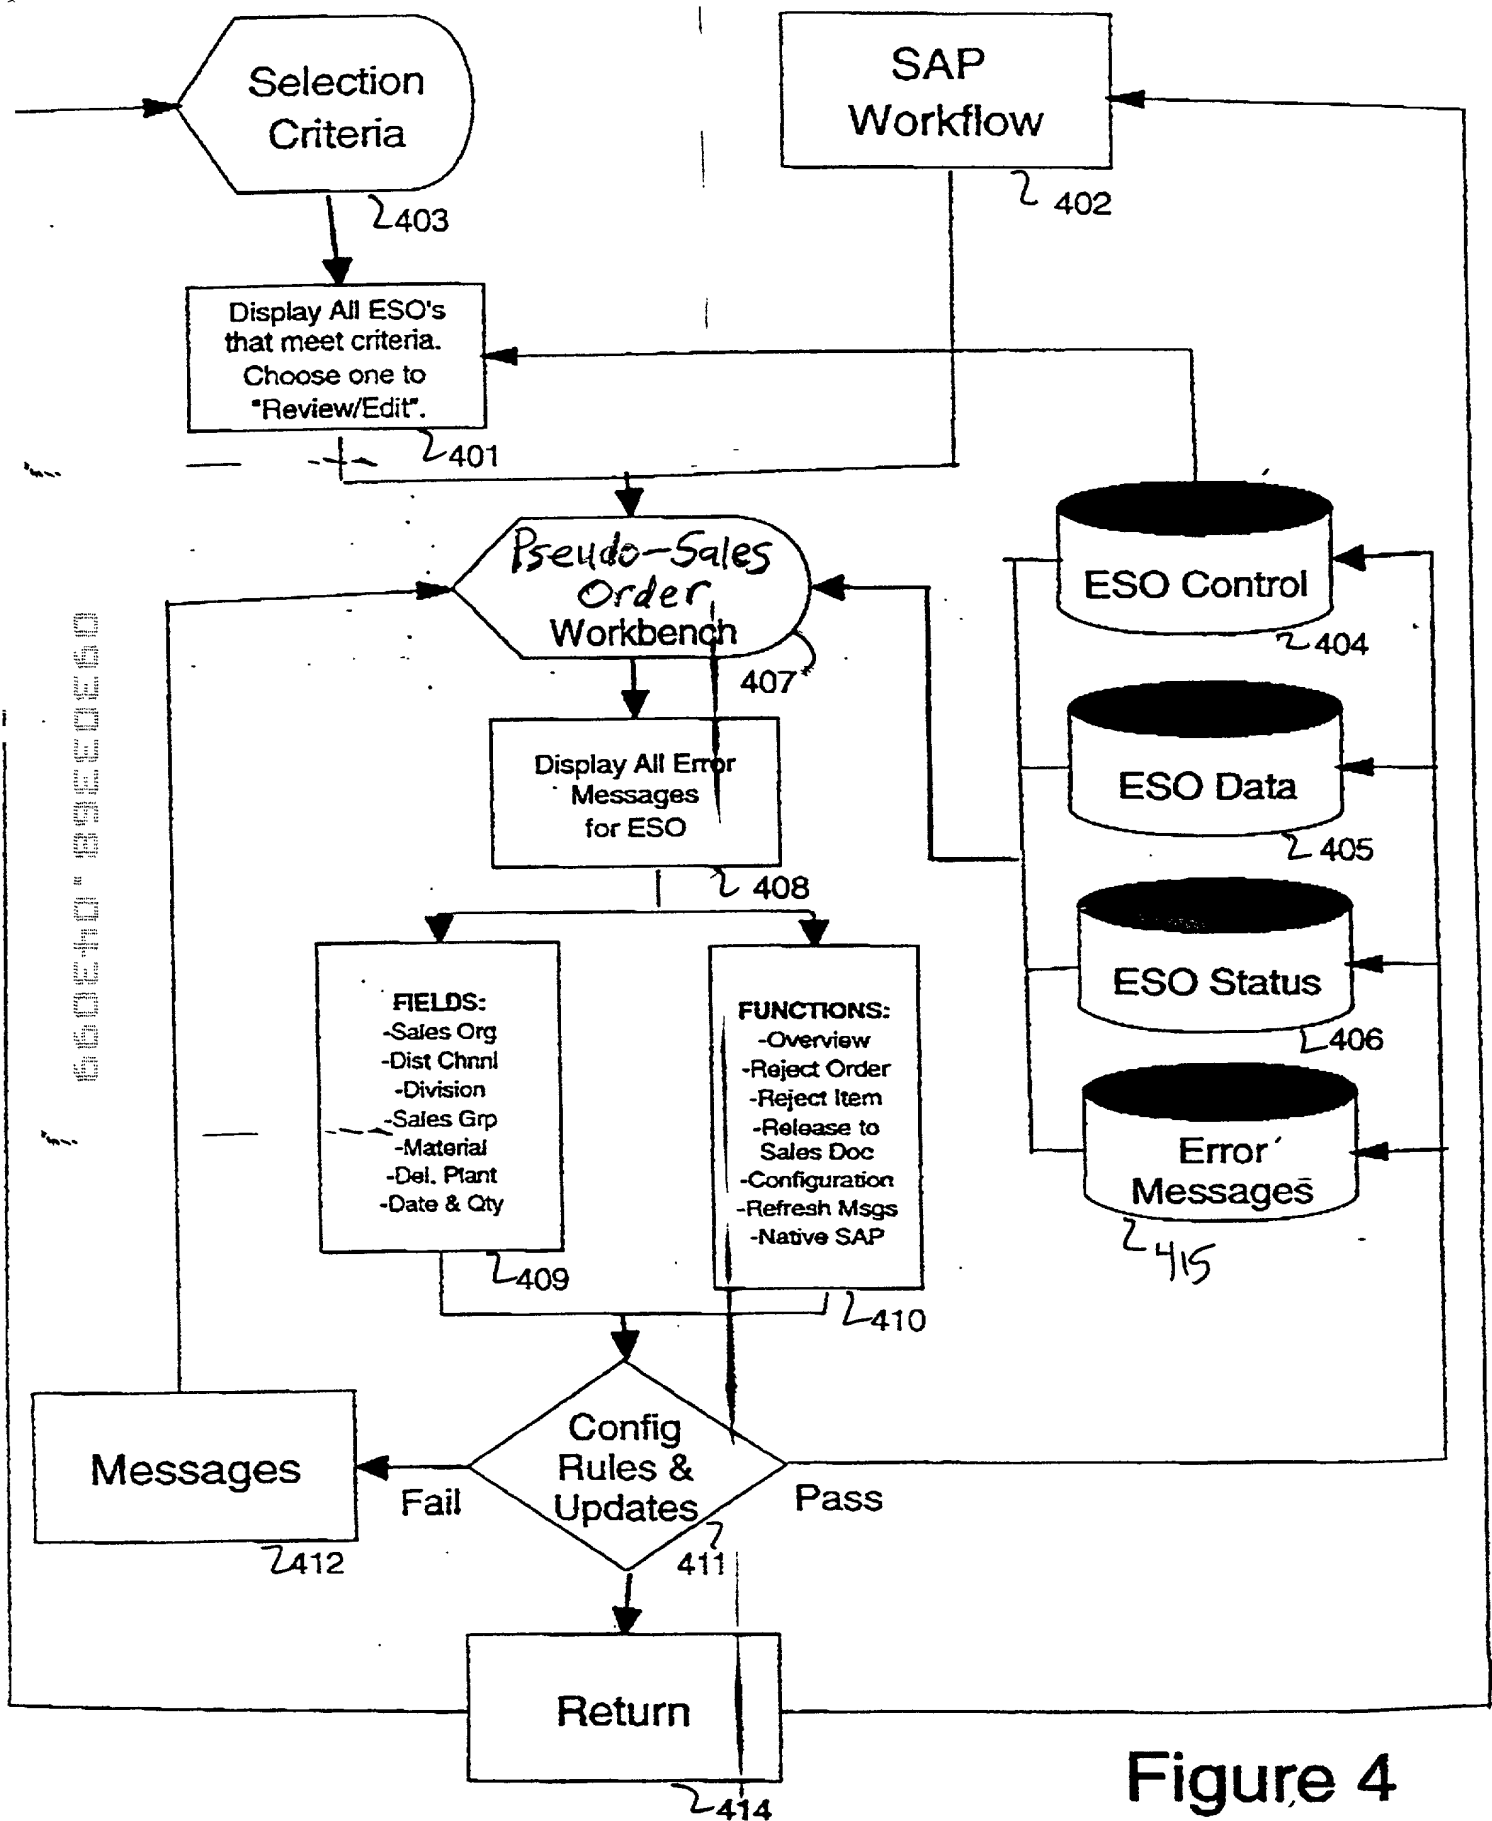 Selection
Criteria
403
SAP
Workflow
402
Display All ESO's
that meet criteria.
Choose one to
"Review/Edit".
401
Pseudo-Sales
Order
Workbench
407
ESO Control
404
Display All Error
Messages
for ESO
408
ESO Data
405
ESO Status
406
Error
Messages
415
FIELDS:
-Sales Org
-Dist Chnnl
-Division
-Sales Grp
-Material
-Del. Plant
-Date & Qty
409
FUNCTIONS:
-Overview
-Reject Order
-Reject Item
-Release to
Sales Doc
-Configuration
-Refresh Msgs
-Native SAP
410
Config
Rules &
Updates
411
Messages
412
Fail
Pass
Return
414
Figure 4